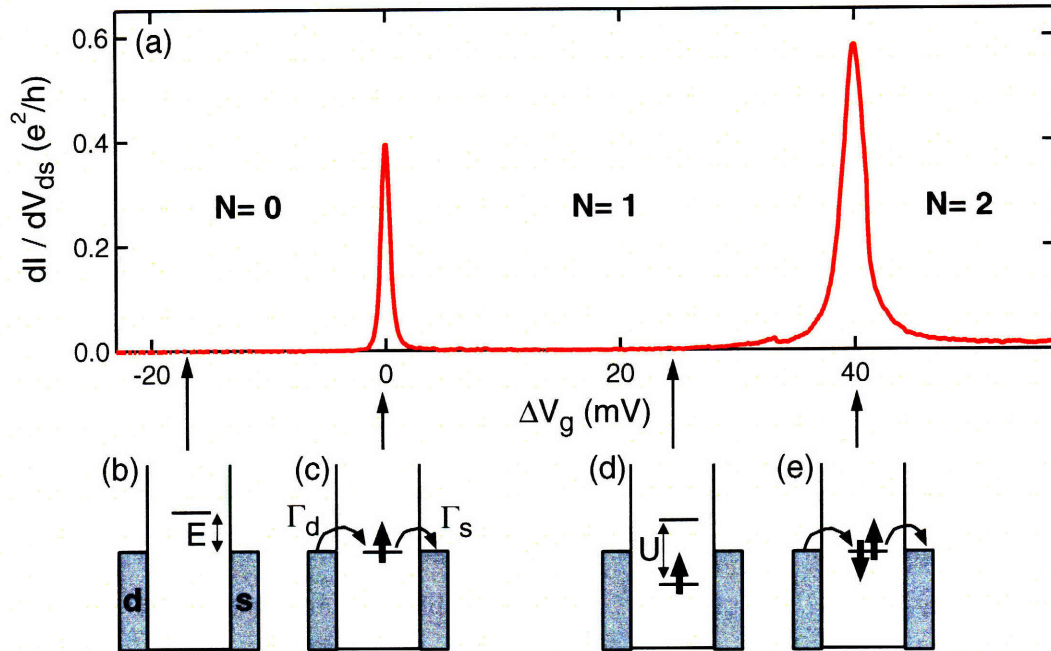 (a)
0.6
0.4
0.2
0.0
dI / dV_ds (e²/h)
N= 0
N= 1
N= 2
-20
0
20
40
ΔV_g (mV)
(b)
E
d
s
(c)
Γ_d
Γ_s
(d)
U
(e)